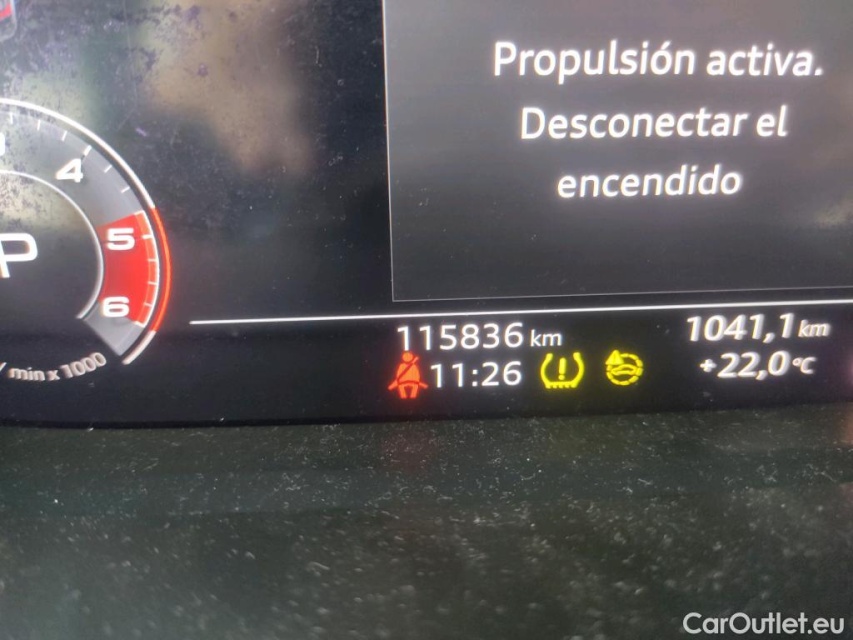 Propulsión activa.
Desconectar el
encendido
4
5
6
P
/min x 1000
115836 km
11:26
1041,1 km
+22,0 °C
CarOutlet.eu